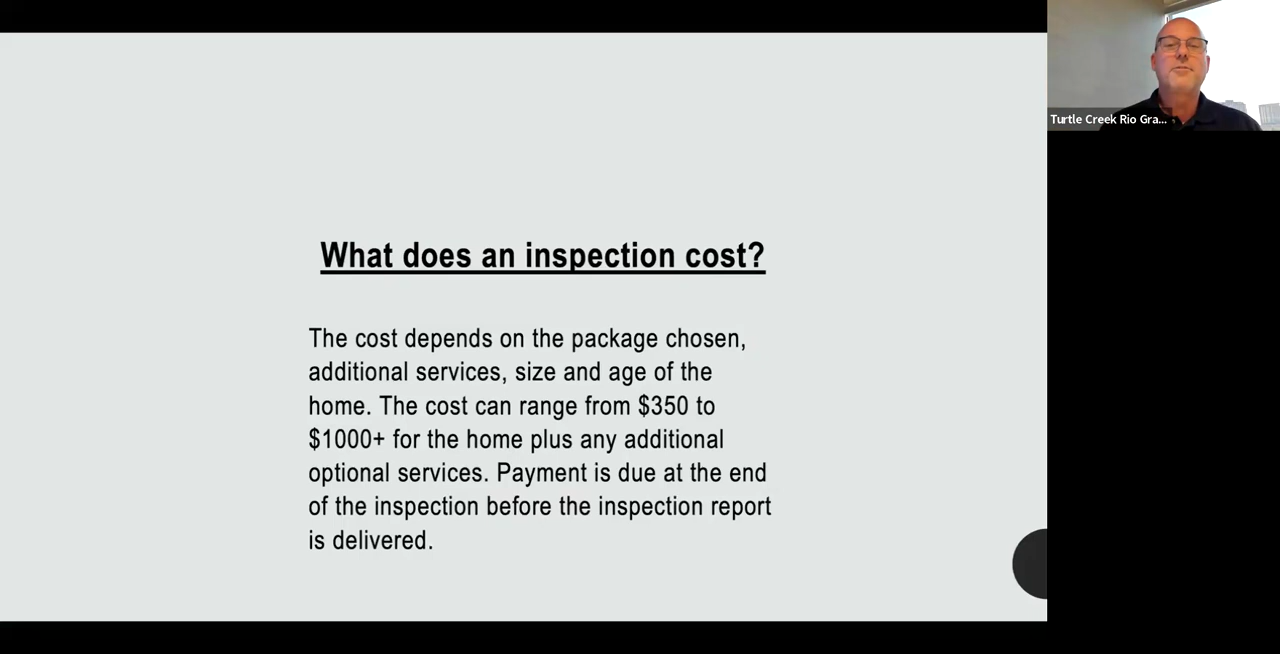 What does an inspection cost?
The cost depends on the package chosen,
additional services, size and age of the
home. The cost can range from $350 to
$1000+ for the home plus any additional
optional services. Payment is due at the end
of the inspection before the inspection report
is delivered.
Turtle Creek Rio Gra...